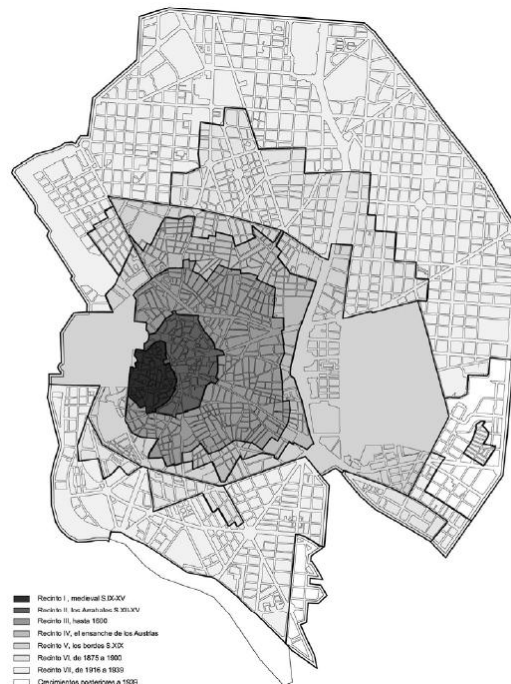 Recinto I , medieval S.IX-XV
Recinto II, los Arrabales S.XII-XV
Recinto III, hasta 1600
Recinto IV, el ensanche de los Austrias
Recinto V, los bordes S.XIX
Recinto VI, de 1875 a 1900
Recinto VII, de 1916 a 1939
Crecimientos posteriores a 1939